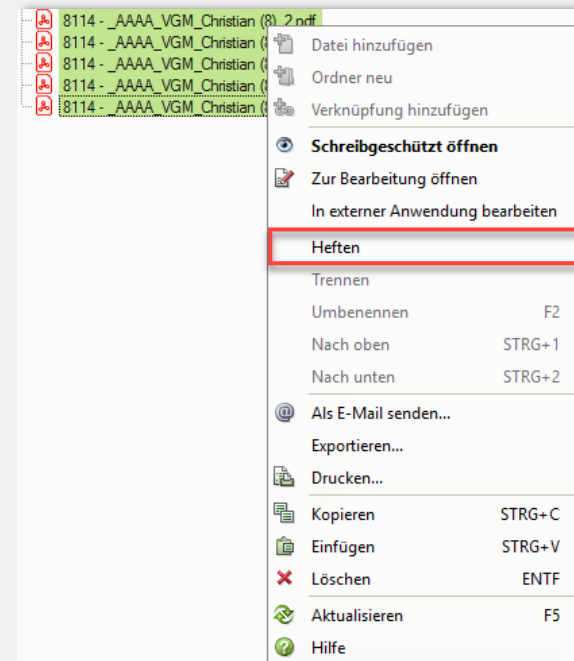 8114 - _AAAA_VGM_Christian (8)_2.pdf
8114 - _AAAA_VGM_Christian (
8114 - _AAAA_VGM_Christian (
8114 - _AAAA_VGM_Christian (
8114 - _AAAA_VGM_Christian (
Datei hinzufügen
Ordner neu
Verknüpfung hinzufügen
Schreibgeschützt öffnen
Zur Bearbeitung öffnen
In externer Anwendung bearbeiten
Heften
Trennen
Umbenennen F2
Nach oben STRG+1
Nach unten STRG+2
Als E-Mail senden...
Exportieren...
Drucken...
Kopieren STRG+C
Einfügen STRG+V
Löschen ENTF
Aktualisieren F5
Hilfe